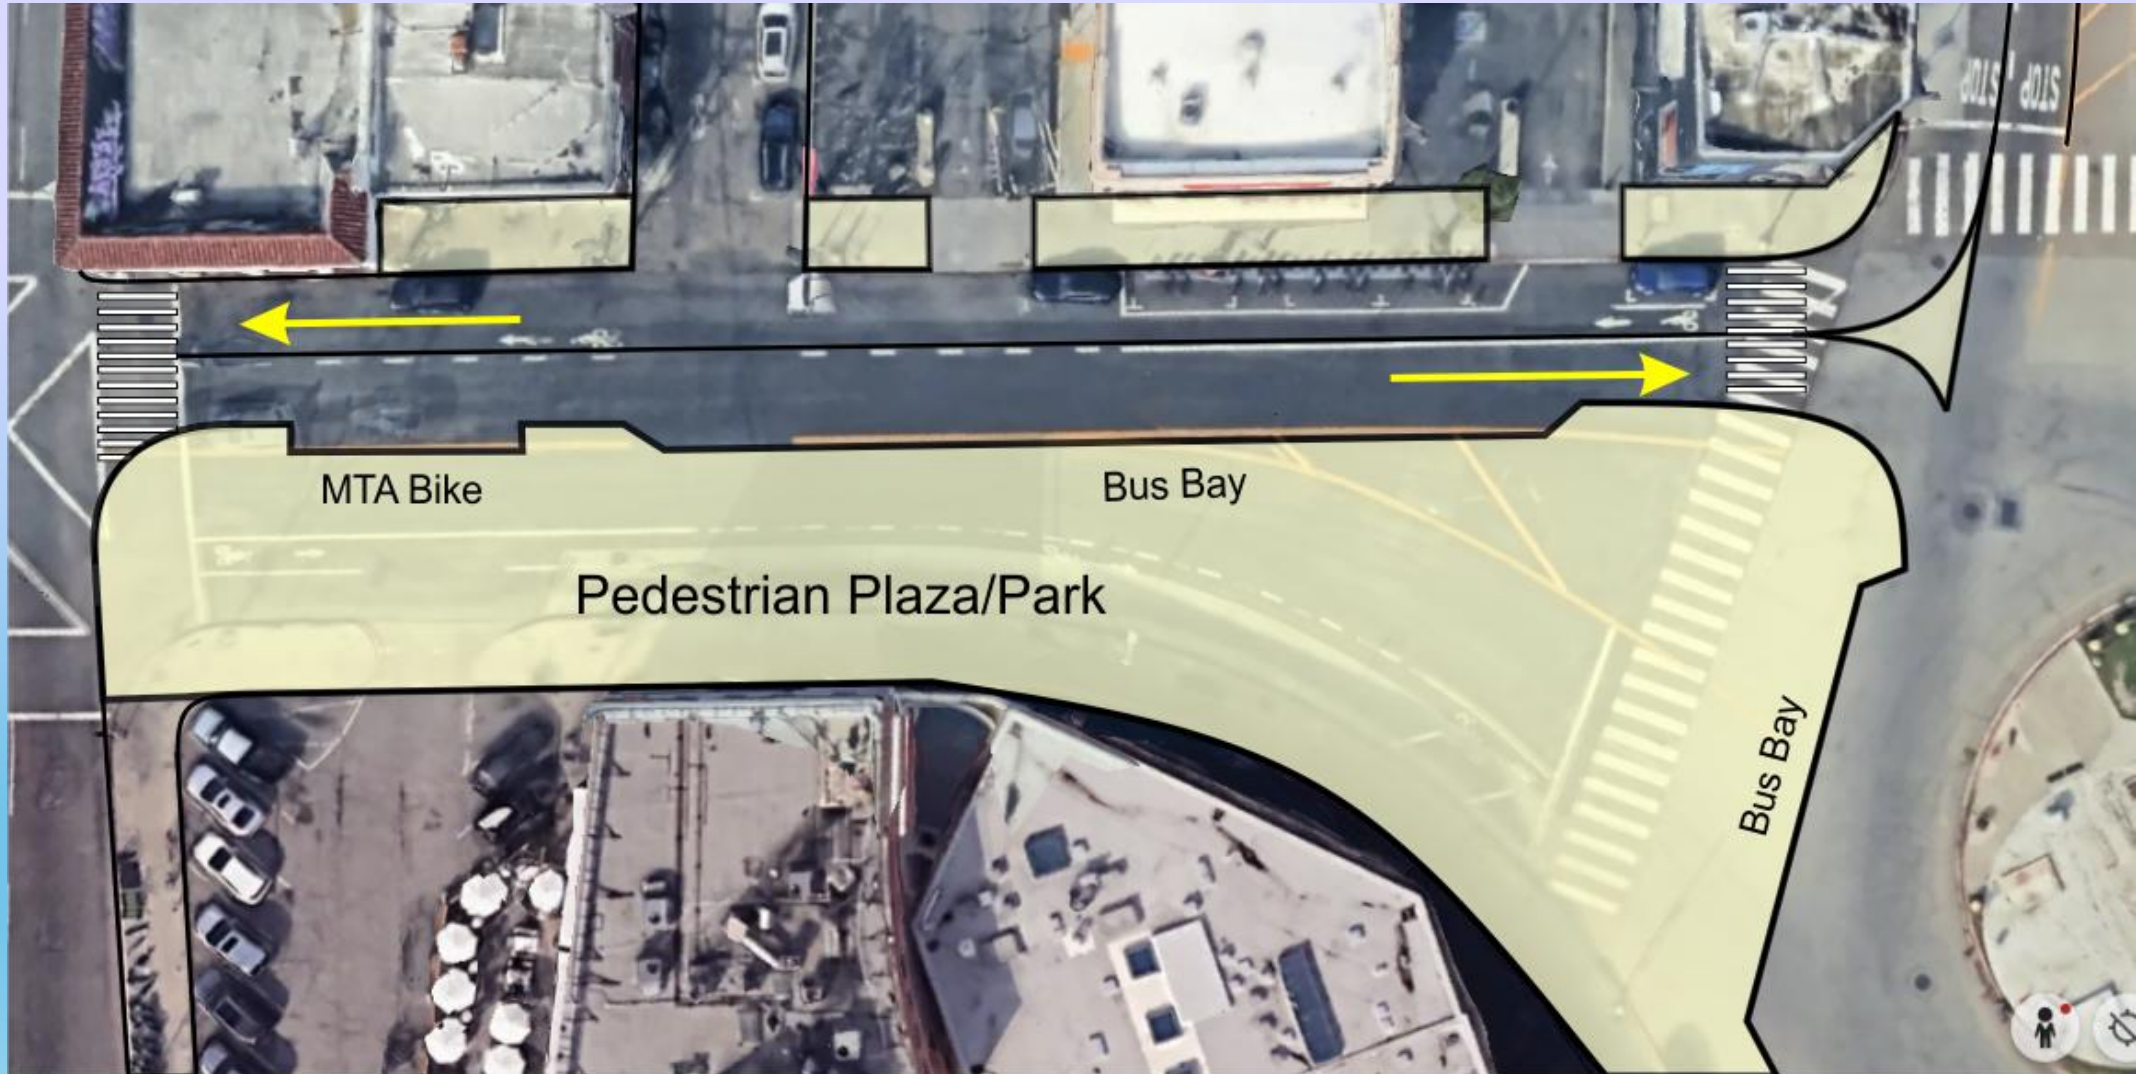 STOP
STOP
MTA Bike
Bus Bay
Pedestrian Plaza/Park
Bus Bay